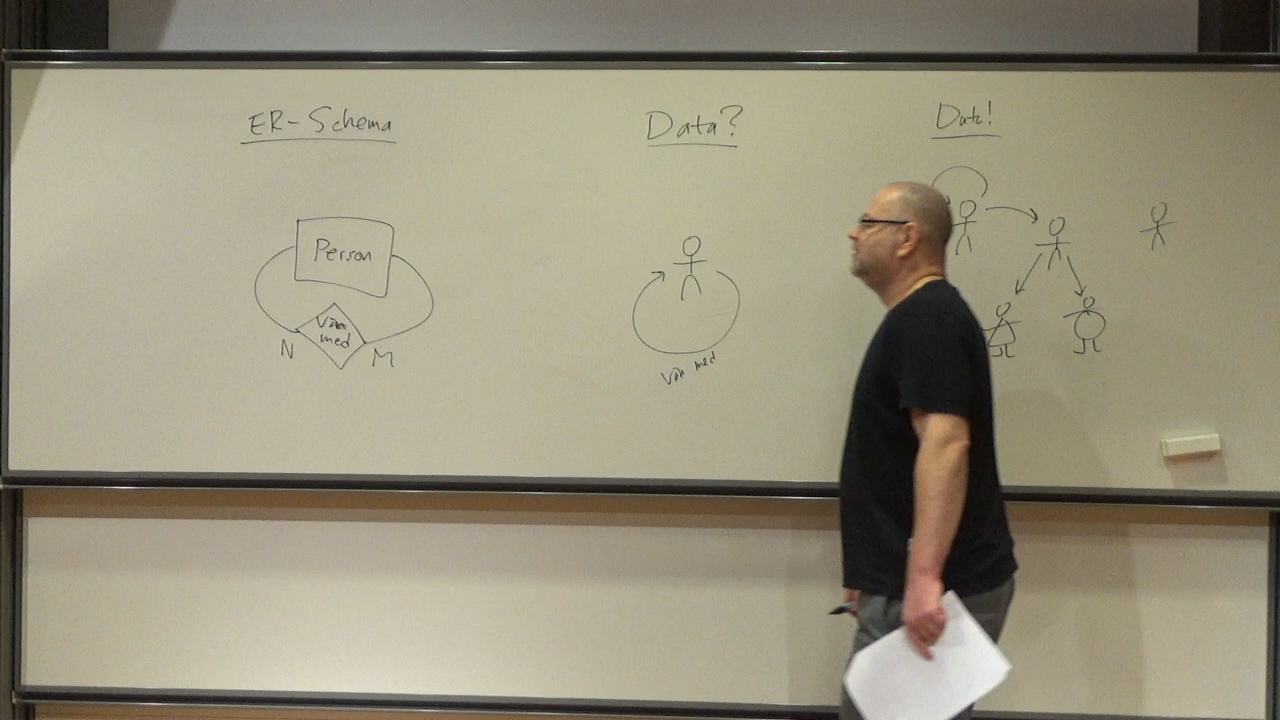 ER-Schema
Data?
Data!
Person
Vän
med
N
M
Vän med